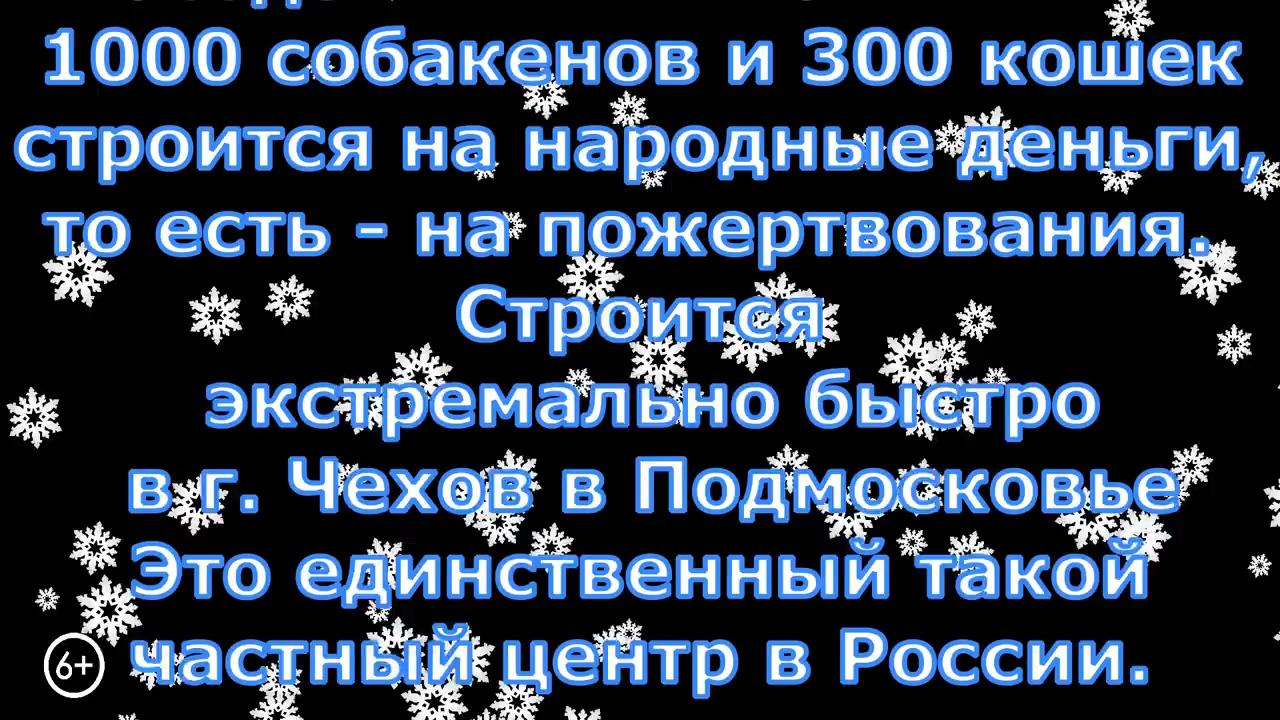 1000 собакенов и 300 кошек
строится на народные деньги,
то есть - на пожертвования.
Строится
экстремально быстро
в г. Чехов в Подмосковье
Это единственный такой
частный центр в России.
6+